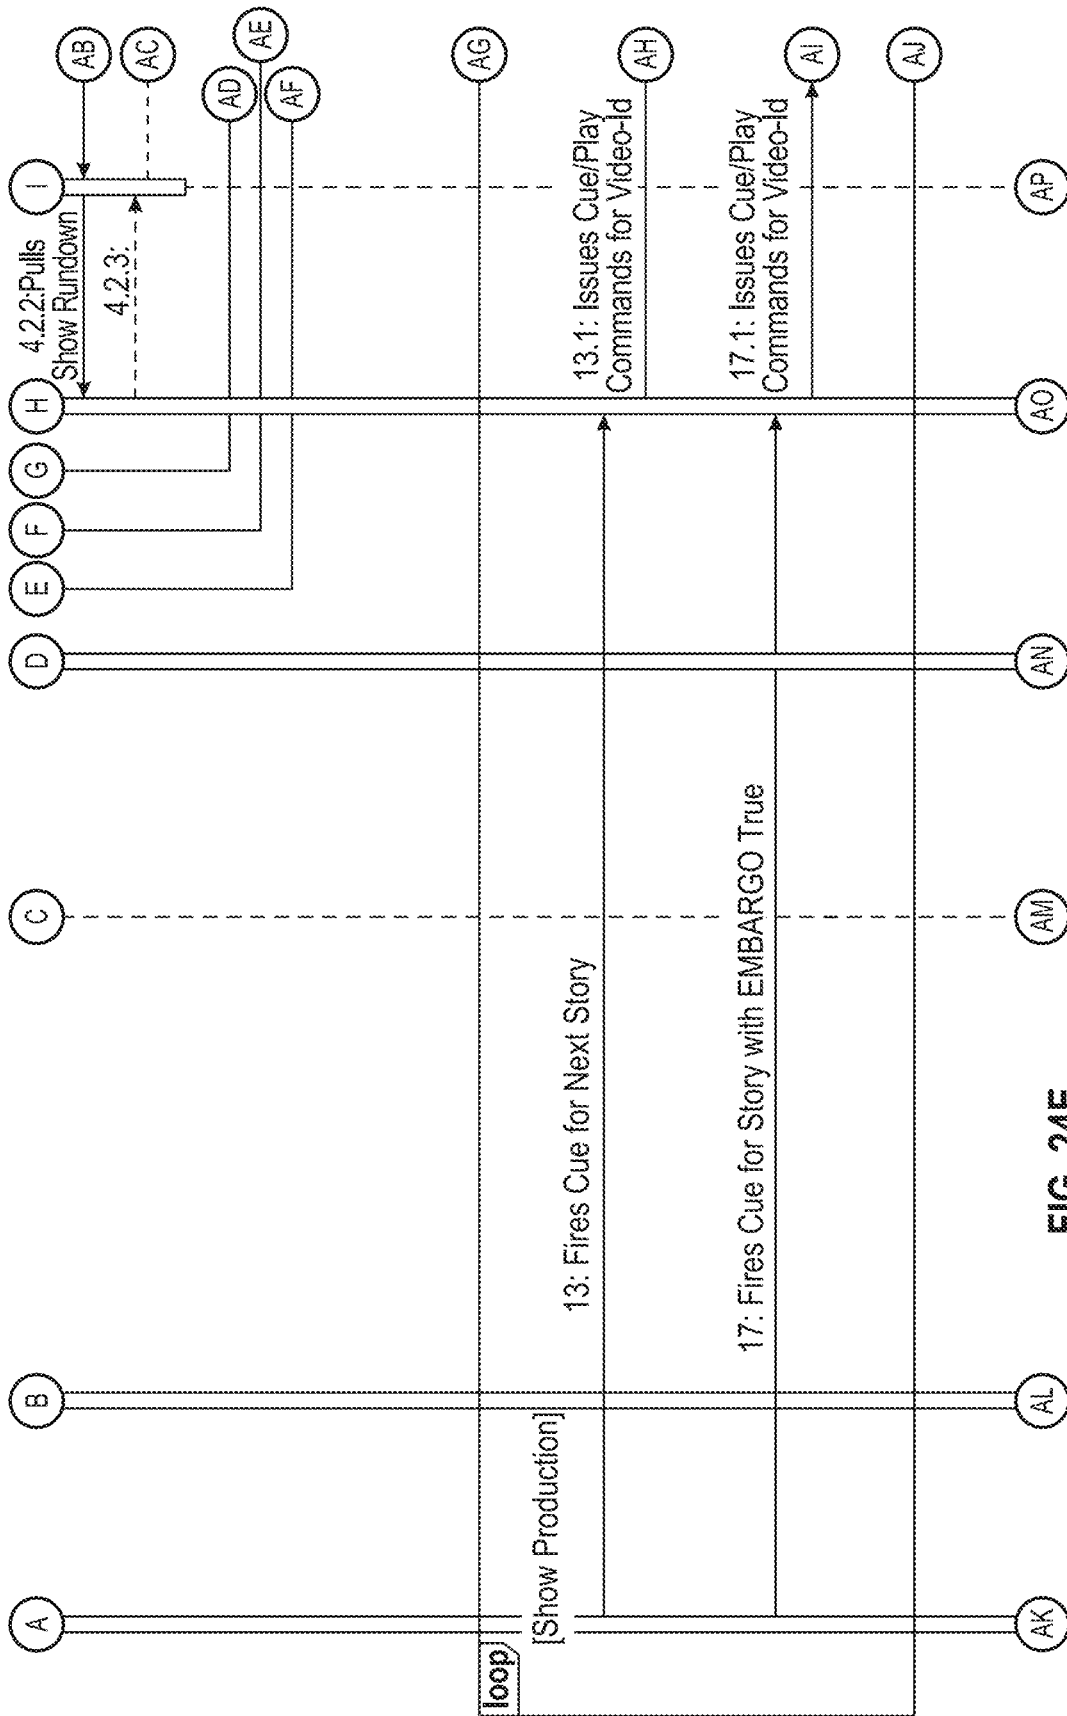 A
B
C
D
E
F
G
H
I
4.2.2:Pulls
Show Rundown
4.2.3:
AB
AC
AD
AE
AF
loop
[Show Production]
AG
13: Fires Cue for Next Story
13.1: Issues Cue/Play
Commands for Video-Id
AH
17: Fires Cue for Story with EMBARGO True
17.1: Issues Cue/Play
Commands for Video-Id
AI
AJ
AK
AL
AM
AN
AO
AP
FIG. 24E